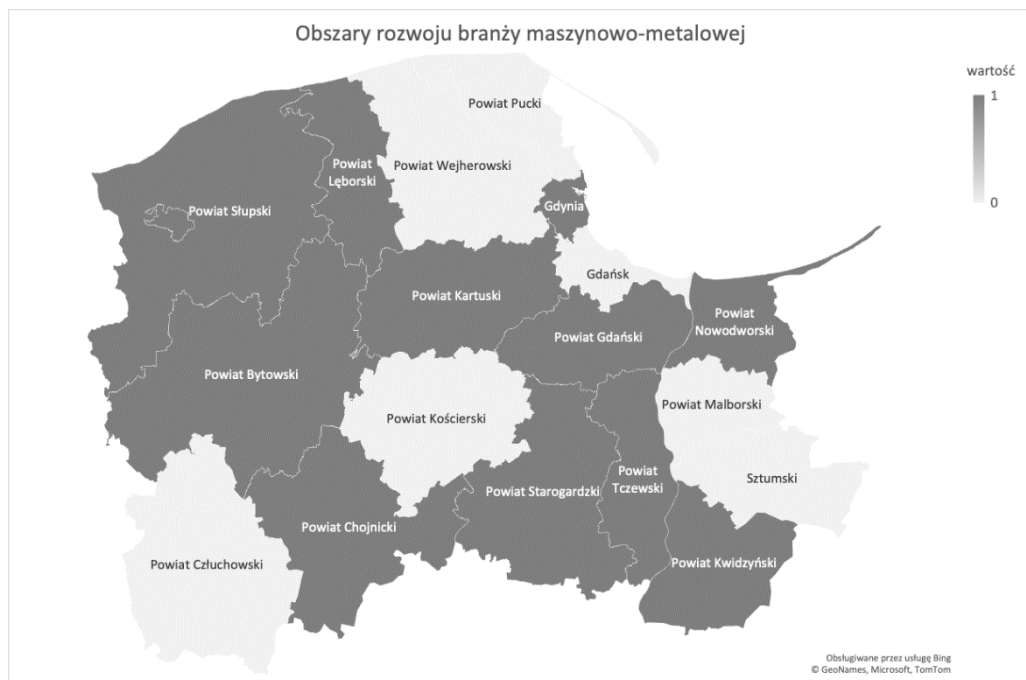 Obszary rozwoju branży maszynowo-metalowej
wartość
1
0
Powiat Pucki
Powiat Wejherowski
Powiat
Lęborski
Powiat Słupski
Gdynia
Gdańsk
Powiat Kartuski
Powiat Gdański
Powiat
Nowodworski
Powiat Bytowski
Powiat Kościerski
Powiat Malborski
Sztumski
Powiat
Tczewski
Powiat Starogardzki
Powiat Chojnicki
Powiat Człuchowski
Powiat Kwidzyński
Obsługiwane przez usługę Bing
© GeoNames, Microsoft, TomTom